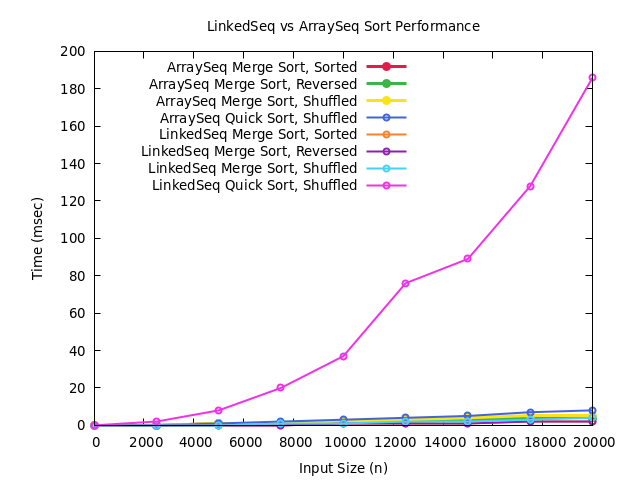 LinkedSeq vs ArraySeq Sort Performance
200
180
160
140
120
100
80
60
40
20
0
Time (msec)
ArraySeq Merge Sort, Sorted
ArraySeq Merge Sort, Reversed
ArraySeq Merge Sort, Shuffled
ArraySeq Quick Sort, Shuffled
LinkedSeq Merge Sort, Sorted
LinkedSeq Merge Sort, Reversed
LinkedSeq Merge Sort, Shuffled
LinkedSeq Quick Sort, Shuffled
0 2000 4000 6000 8000 10000 12000 14000 16000 18000 20000
Input Size (n)